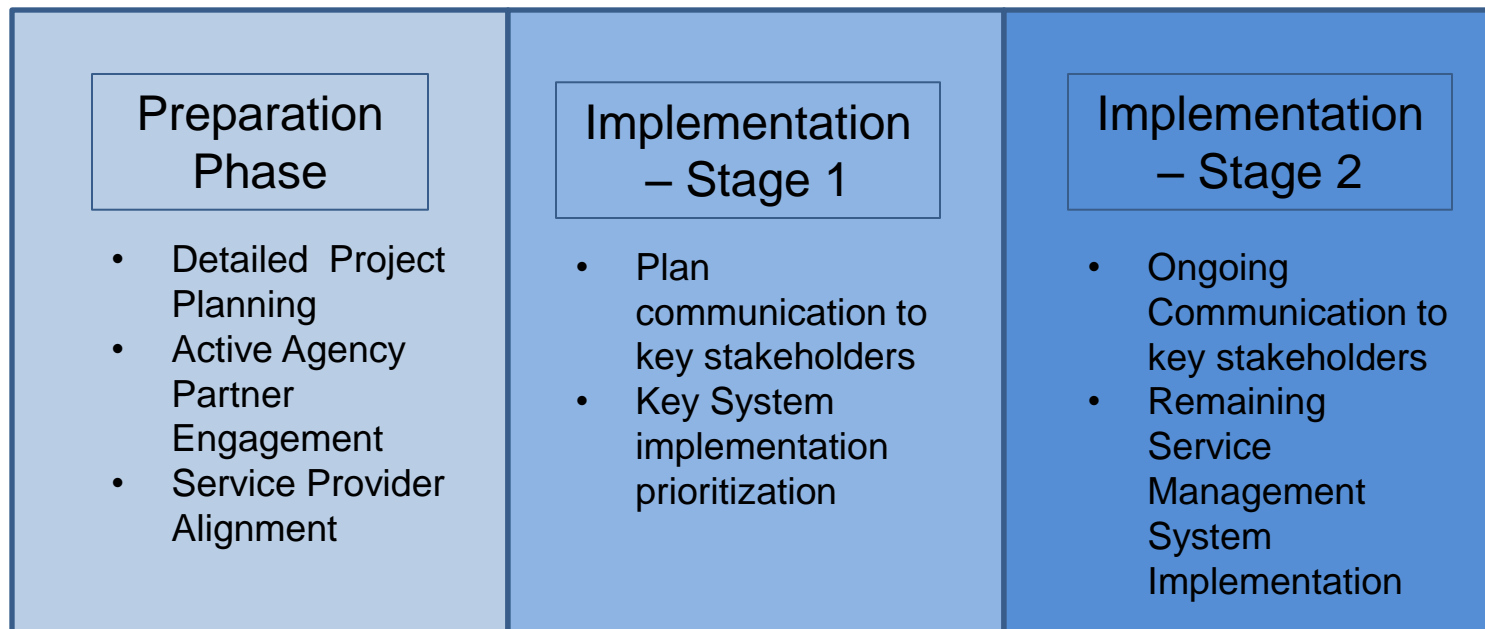 Preparation
Phase
• Detailed Project
Planning
• Active Agency
Partner
Engagement
• Service Provider
Alignment
Implementation
– Stage 1
• Plan
communication to
key stakeholders
• Key System
implementation
prioritization
Implementation
– Stage 2
• Ongoing
Communication to
key stakeholders
• Remaining
Service
Management
System
Implementation